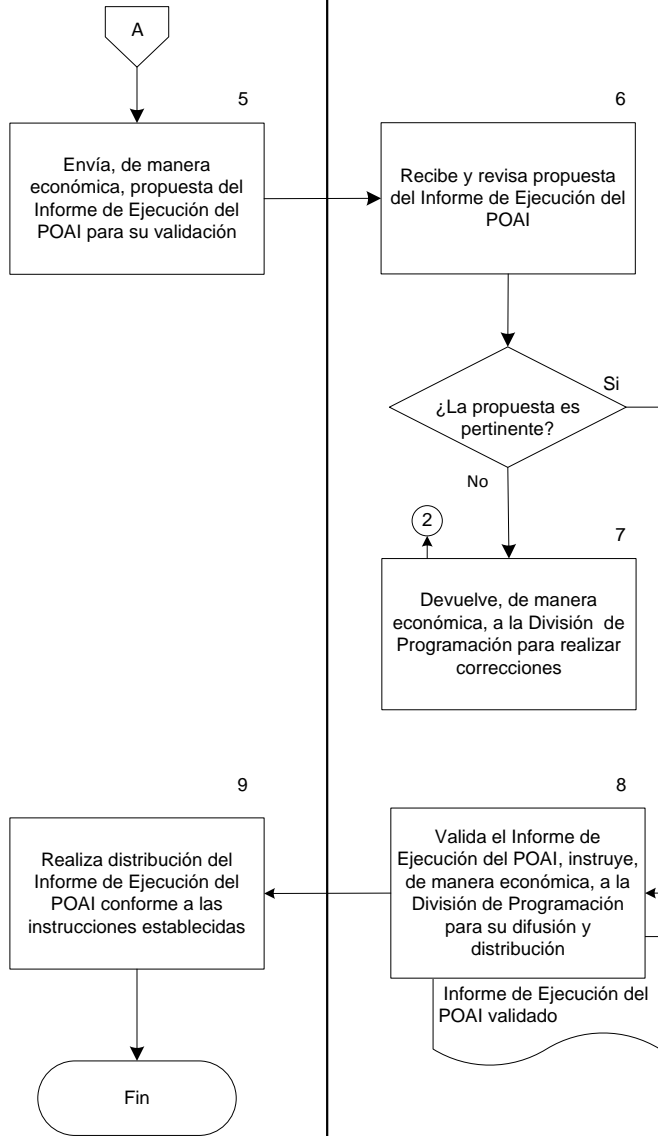 A
5
Envía, de manera
económica, propuesta del
Informe de Ejecución del
POAI para su validación
6
Recibe y revisa propuesta
del Informe de Ejecución del
POAI
¿La propuesta es
pertinente?
Si
No
2
7
Devuelve, de manera
económica, a la División de
Programación para realizar
correcciones
8
Valida el Informe de
Ejecución del POAI, instruye,
de manera económica, a la
División de Programación
para su difusión y
distribución
Informe de Ejecución del
POAI validado
9
Realiza distribución del
Informe de Ejecución del
POAI conforme a las
instrucciones establecidas
Fin